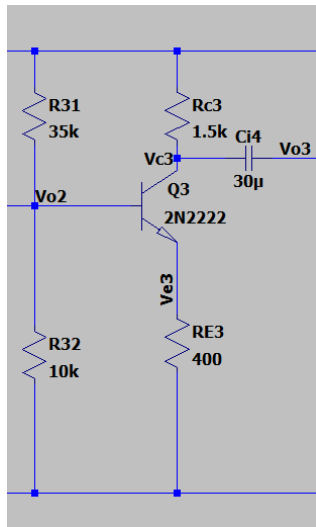 R31
35k
Rc3
1.5k
Ci4
Vo3
Vc3
30µ
Q3
Vo2
2N2222
Ve3
R32
10k
RE3
400